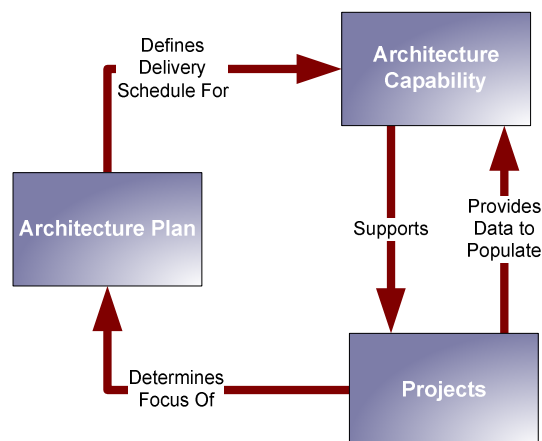 Defines
Delivery
Schedule For
Architecture
Capability
Architecture Plan
Supports
Provides
Data to
Populate
Determines
Focus Of
Projects